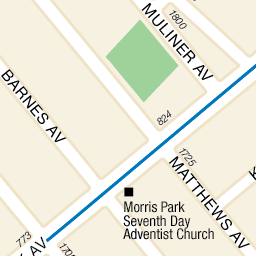 1800
MULINER AV
BARNES AV
824
1725
MATTHEWS AV
Morris Park
Seventh Day
Adventist Church
773
AV